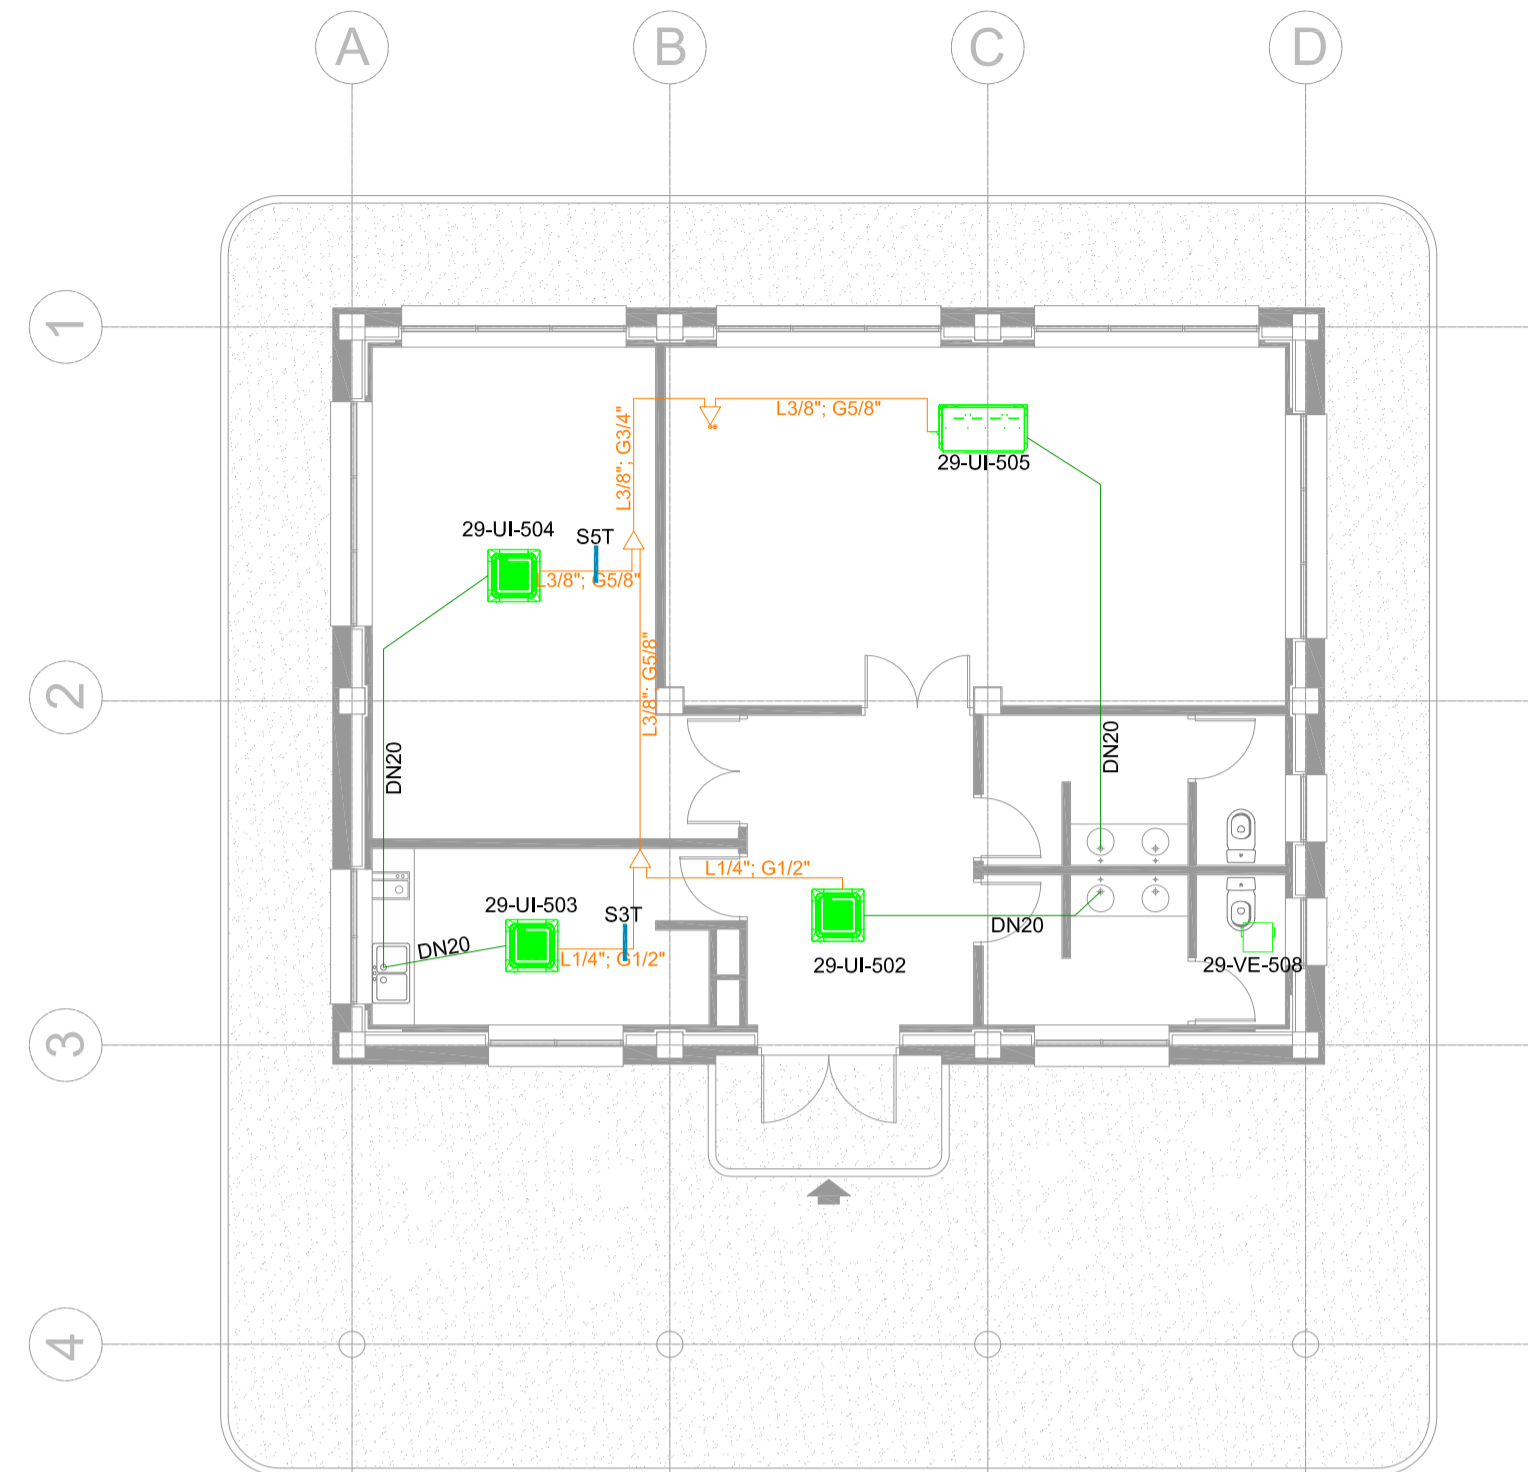 A
B
C
D
1
L3/8"; G5/8"
L3/8"; G3/4"
29-UI-505
29-UI-504
S5T
L3/8"; G5/8"
L3/8"; G5/8"
2
DN20
DN20
L1/4"; G1/2"
29-UI-503
S3T
DN20
L1/4"; G1/2"
DN20
29-UI-502
29-VE-508
3
4